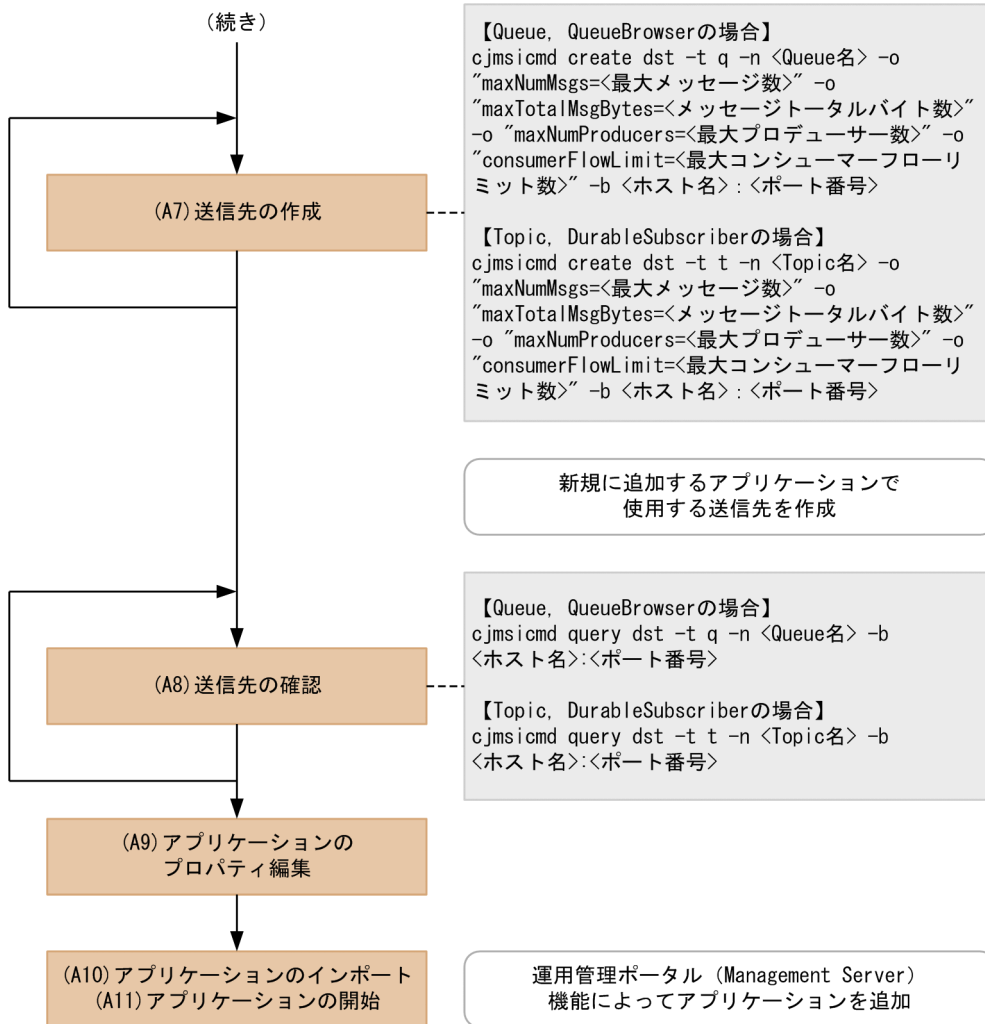 (続き)
【Queue, QueueBrowserの場合】
cjmsicmd create dst -t q -n <Queue名> -o
"maxNumMsgs=<最大メッセージ数>" -o
"maxTotalMsgBytes=<メッセージトータルバイト数>"
-o "maxNumProducers=<最大プロデューサー数>" -o
"consumerFlowLimit=<最大コンシューマーフローリ
ミット数>" -b <ホスト名>:<ポート番号>
(A7)送信先の作成
【Topic, DurableSubscriberの場合】
cjmsicmd create dst -t t -n <Topic名> -o
"maxNumMsgs=<最大メッセージ数>" -o
"maxTotalMsgBytes=<メッセージトータルバイト数>"
-o "maxNumProducers=<最大プロデューサー数>" -o
"consumerFlowLimit=<最大コンシューマーフローリ
ミット数>" -b <ホスト名>:<ポート番号>
新規に追加するアプリケーションで
使用する送信先を作成
【Queue, QueueBrowserの場合】
cjmsicmd query dst -t q -n <Queue名> -b
<ホスト名>:<ポート番号>
(A8)送信先の確認
【Topic, DurableSubscriberの場合】
cjmsicmd query dst -t t -n <Topic名> -b
<ホスト名>:<ポート番号>
(A9)アプリケーションの
プロパティ編集
(A10)アプリケーションのインポート
(A11)アプリケーションの開始
運用管理ポータル (Management Server)
機能によってアプリケーションを追加